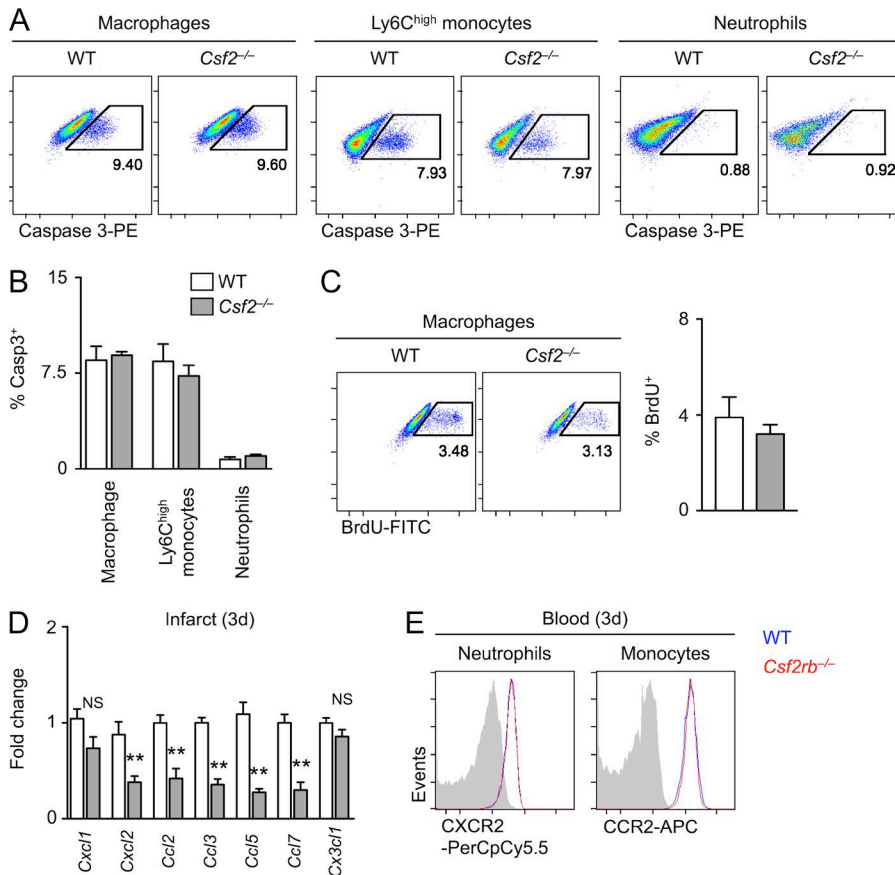 A
Macrophages
Ly6Chigh monocytes
Neutrophils
WT
Csf2–/–
WT
Csf2–/–
WT
Csf2–/–
9.40
9.60
7.93
7.97
0.88
0.92
Caspase 3-PE
Caspase 3-PE
Caspase 3-PE
B
% Casp3+
15
7.5
0
WT
Csf2–/–
Macrophage
Ly6Chigh monocytes
Neutrophils
C
Macrophages
WT
Csf2–/–
3.48
3.13
BrdU-FITC
% BrdU+
8
4
0
D
Infarct (3d)
Fold change
2
1
0
NS
**
**
**
**
**
NS
Cxcl1
Cxcl2
Ccl2
Ccl3
Ccl5
Ccl7
Cx3cl1
E
Blood (3d)
WT
Csf2rb–/–
Neutrophils
Monocytes
Events
CXCR2
-PerCpCy5.5
CCR2-APC